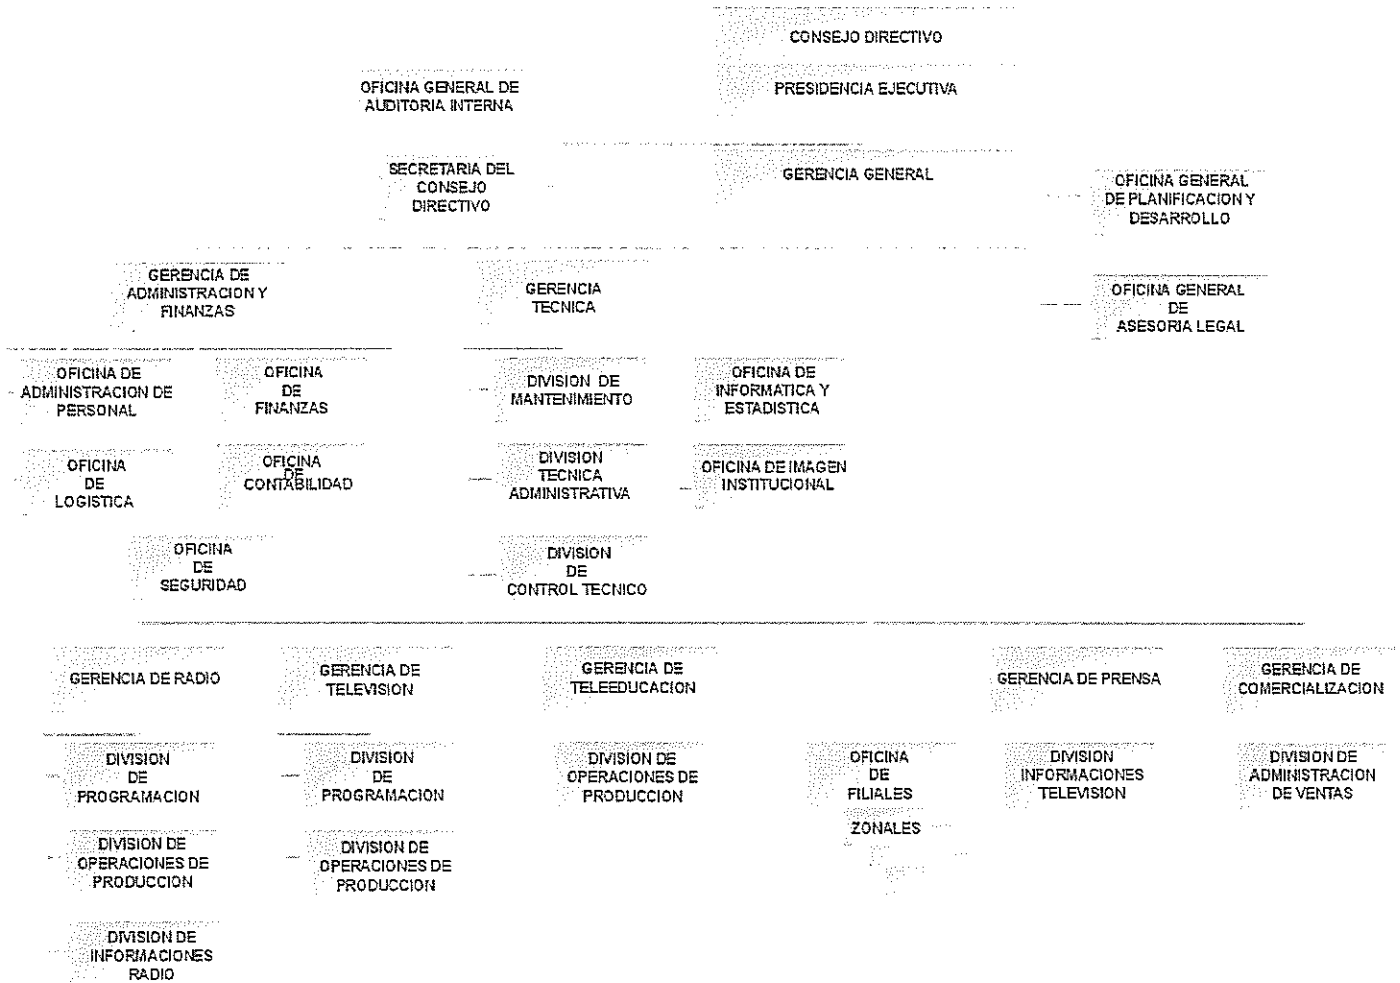 CONSEJO DIRECTIVO
PRESIDENCIA EJECUTIVA
OFICINA GENERAL DE
AUDITORIA INTERNA
SECRETARIA DEL
CONSEJO
DIRECTIVO
GERENCIA GENERAL
OFICINA GENERAL
DE PLANIFICACION Y
DESARROLLO
GERENCIA DE
ADMINISTRACION Y
FINANZAS
GERENCIA
TECNICA
OFICINA GENERAL
DE
ASESORIA LEGAL
OFICINA DE
ADMINISTRACION DE
PERSONAL
OFICINA
DE
FINANZAS
DIVISION DE
MANTENIMIENTO
OFICINA DE
INFORMATICA Y
ESTADISTICA
OFICINA
DE
LOGISTICA
OFICINA
DE
CONTABILIDAD
DIVISION
TECNICA
ADMINISTRATIVA
OFICINA DE IMAGEN
INSTITUCIONAL
OFICINA
DE
SEGURIDAD
DIVISION
DE
CONTROL TECNICO
GERENCIA DE RADIO
GERENCIA DE
TELEVISION
GERENCIA DE
TELEEDUCACION
GERENCIA DE PRENSA
GERENCIA DE
COMERCIALIZACION
DIVISION
DE
PROGRAMACION
DIVISION
DE
PROGRAMACION
DIVISION DE
OPERACIONES DE
PRODUCCION
OFICINA
DE
FILIALES
DIVISION
INFORMACIONES
TELEVISION
DIVISION DE
ADMINISTRACION
DE VENTAS
ZONALES
DIVISION DE
OPERACIONES DE
PRODUCCION
DIVISION DE
OPERACIONES DE
PRODUCCION
DIVISION DE
INFORMACIONES
RADIO